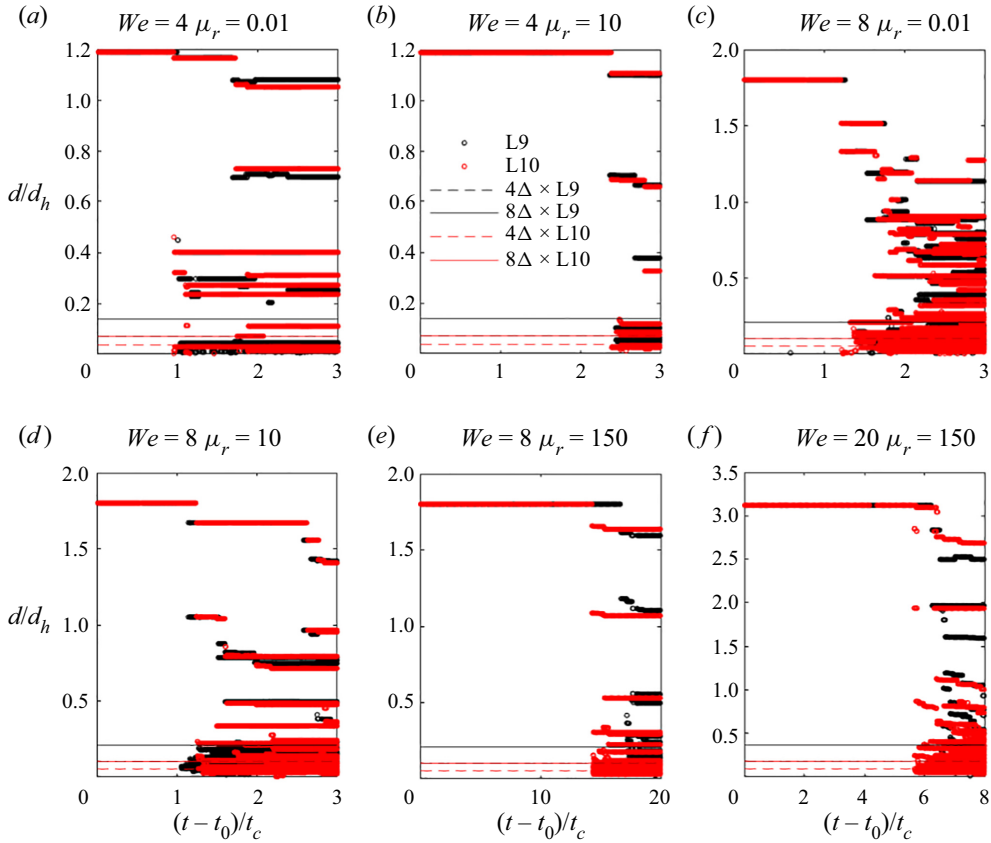 (a) We = 4 μr = 0.01
(b) We = 4 μr = 10
(c) We = 8 μr = 0.01
1.2
1.0
0.8
0.6
0.4
0.2
0 1 2 3
d/dh
1.2
1.0
0.8
0.6
0.4
0.2
0 1 2 3
L9
L10
4Δ × L9
8Δ × L9
4Δ × L10
8Δ × L10
2.0
1.5
1.0
0.5
0 1 2 3
(d) We = 8 μr = 10
(e) We = 8 μr = 150
(f) We = 20 μr = 150
2.0
1.5
1.0
0.5
0 1 2 3
d/dh
(t – t0)/tc
2.0
1.5
1.0
0.5
0 10 20
(t – t0)/tc
3.5
3.0
2.5
2.0
1.5
1.0
0.5
0 2 4 6 8
(t – t0)/tc